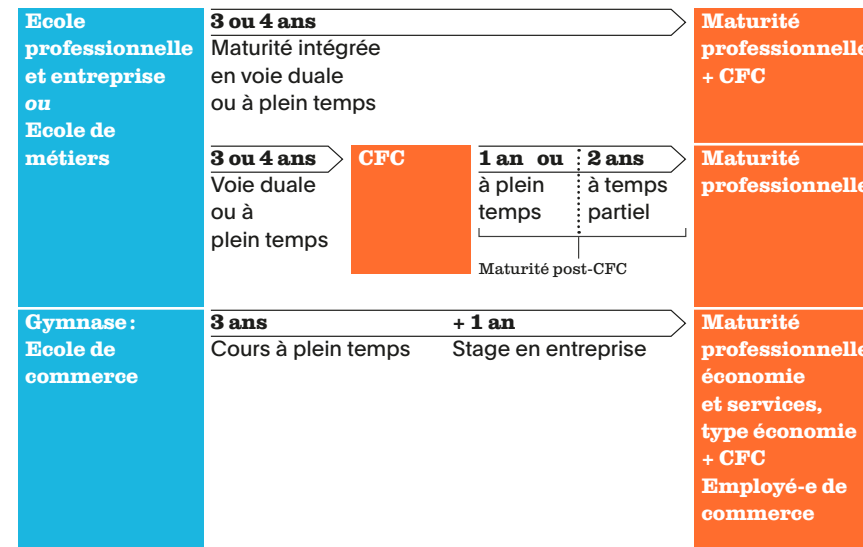 Ecole
professionnelle
et entreprise
ou
Ecole de
métiers
3 ou 4 ans
Maturité intégrée
en voie duale
ou à plein temps
Maturité
professionnelle
+ CFC
3 ou 4 ans
Voie duale
ou à
plein temps
CFC
1 an ou 2 ans
à plein
temps
à temps
partiel
Maturité post-CFC
Maturité
professionnelle
Gymnase :
Ecole de
commerce
3 ans
Cours à plein temps
+ 1 an
Stage en entreprise
Maturité
professionnelle
économie
et services,
type économie
+ CFC
Employé-e de
commerce